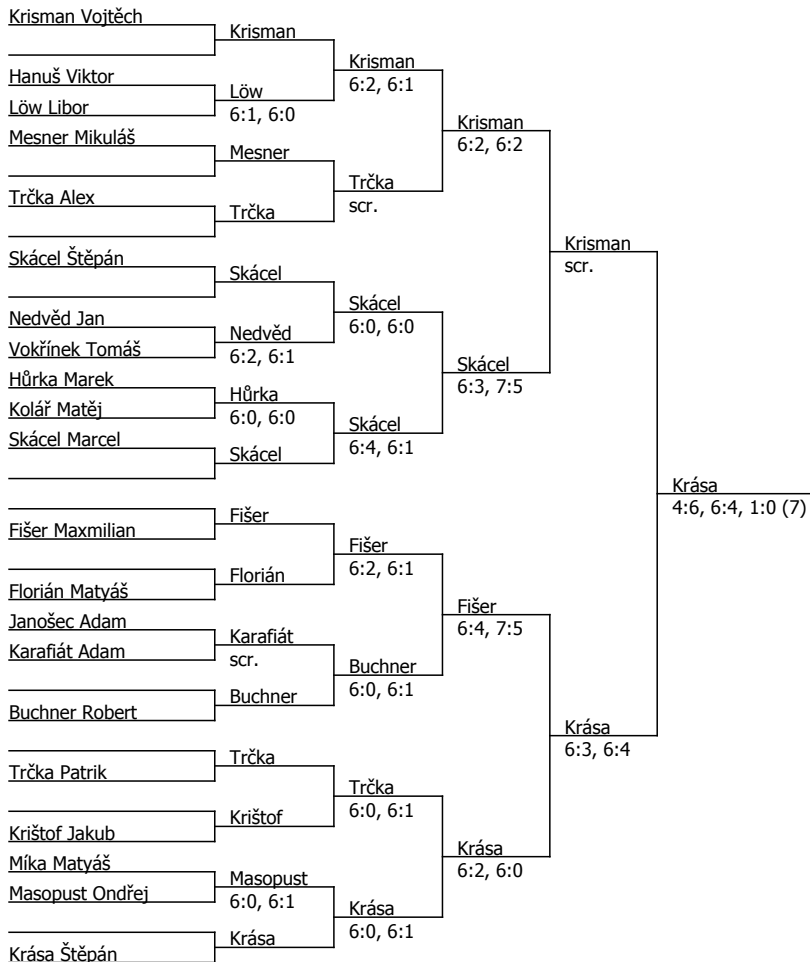 Krisman Vojtěch
Hanuš Viktor
Löw Libor
Mesner Mikuláš
Trčka Alex
Skácel Štěpán
Nedvěd Jan
Vokřínek Tomáš
Hůrka Marek
Kolář Matěj
Skácel Marcel
Fišer Maxmilian
Florián Matyáš
Janošec Adam
Karafiát Adam
Buchner Robert
Trčka Patrik
Krištof Jakub
Míka Matyáš
Masopust Ondřej
Krása Štěpán
Krisman
Löw
6:1, 6:0
Mesner
Trčka
Skácel
Nedvěd
6:2, 6:1
Hůrka
6:0, 6:0
Skácel
Fišer
Florián
Karafiát
scr.
Buchner
Trčka
Krištof
Masopust
6:0, 6:1
Krása
Krisman
6:2, 6:1
Trčka
scr.
Skácel
6:0, 6:0
Skácel
6:4, 6:1
Fišer
6:2, 6:1
Buchner
6:0, 6:1
Trčka
6:0, 6:1
Krása
6:0, 6:1
Krisman
6:2, 6:2
Skácel
6:3, 7:5
Fišer
6:4, 7:5
Krása
6:2, 6:0
Krisman
scr.
Krása
6:3, 6:4
Krása
4:6, 6:4, 1:0 (7)